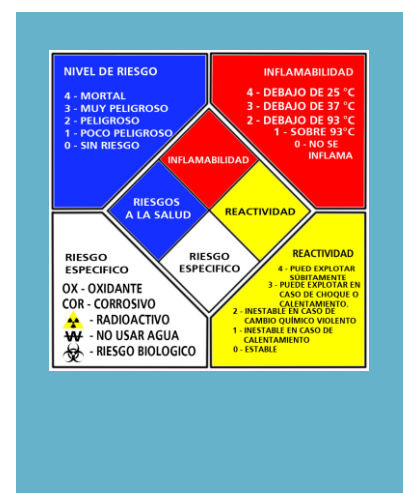 NIVEL DE RIESGO
4 - MORTAL
3 - MUY PELIGROSO
2 - PELIGROSO
1 - POCO PELIGROSO
0 - SIN RIESGO
INFLAMABILIDAD
4 - DEBAJO DE 25 °C
3 - DEBAJO DE 37 °C
2 - DEBAJO DE 93 °C
1 - SOBRE 93°C
0 - NO SE
INFLAMA
INFLAMABILIDAD
RIESGOS
A LA SALUD
REACTIVIDAD
RIESGO
ESPECIFICO
RIESGO
ESPECIFICO
OX - OXIDANTE
COR - CORROSIVO
- RADIOACTIVO
W - NO USAR AGUA
- RIESGO BIOLOGICO
REACTIVIDAD
4 - PUED EXPLOTAR
SÚBITAMENTE
3 - PUEDE EXPLOTAR EN
CASO DE CHOQUE O
CALENTAMIENTO.
2 - INESTABLE EN CASO DE
CAMBIO QUÍMICO VIOLENTO
1 - INESTABLE EN CASO DE
CALENTAMIENTO
0 - ESTABLE